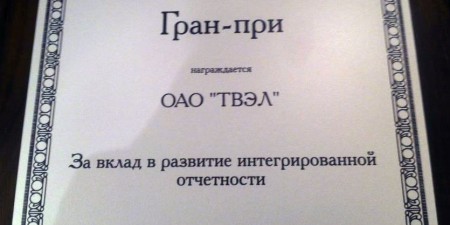 Гран-при
награждается
ОАО "ТВЭЛ"
За вклад в развитие интегрированной
отчетности